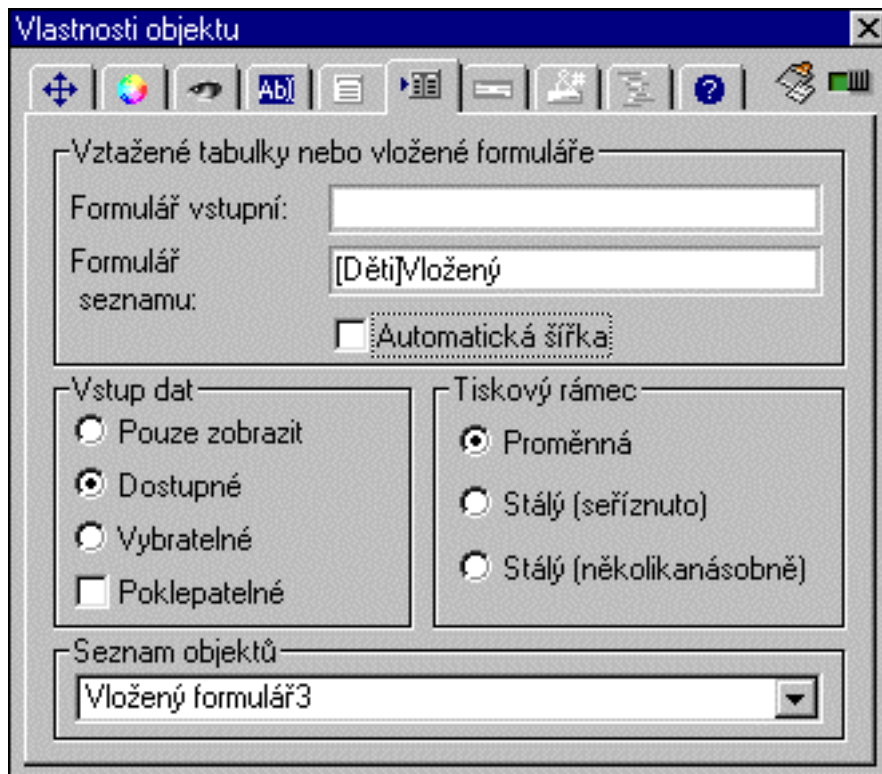 Vlastnosti objektu
Ab
&#
?
Vztažené tabulky nebo vložené formuláře
Formulář vstupní:
Formulář
seznamu:
[Děti]Vložený
Automatická šířka
Vstup dat
Pouze zobrazit
Dostupné
Vybratelné
Poklepatelné
Tiskový rámec
Proměnná
Stálý (seříznuto)
Stálý (několikanásobně)
Seznam objektů
Vložený formulář3